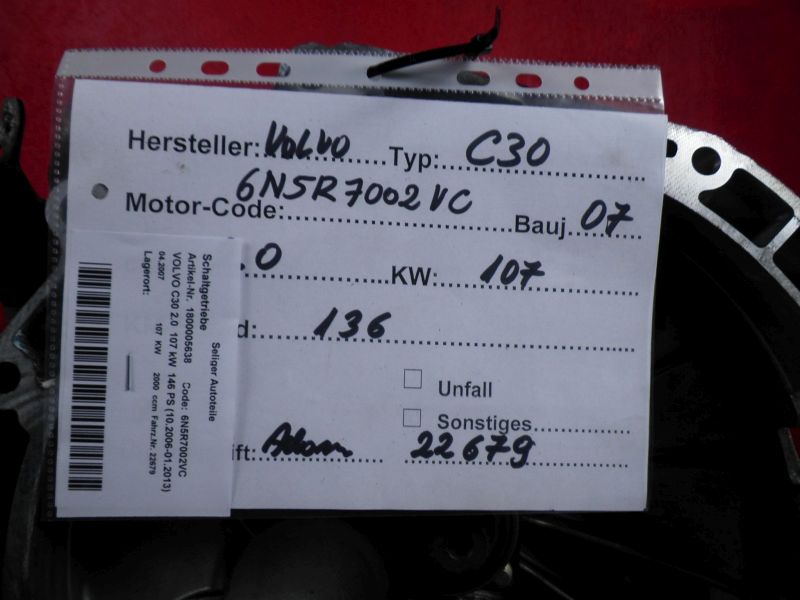 Hersteller: Volvo Typ: C30
Motor-Code: 6N5R7002VC Bauj 07
.0 KW: 107
d: 136
Unfall
Sonstiges
ift: Adam 22679
Seliger Autoteile
Schaltgetriebe
Artikel-Nr. 1800005638 Code: 6N5R7002VC
VOLVO C30 2.0 107 kW 146 PS (10.2006-01.2013)
04.2007 107 KW 2000 ccm Fahrz.Nr. 22679
Lagerort: